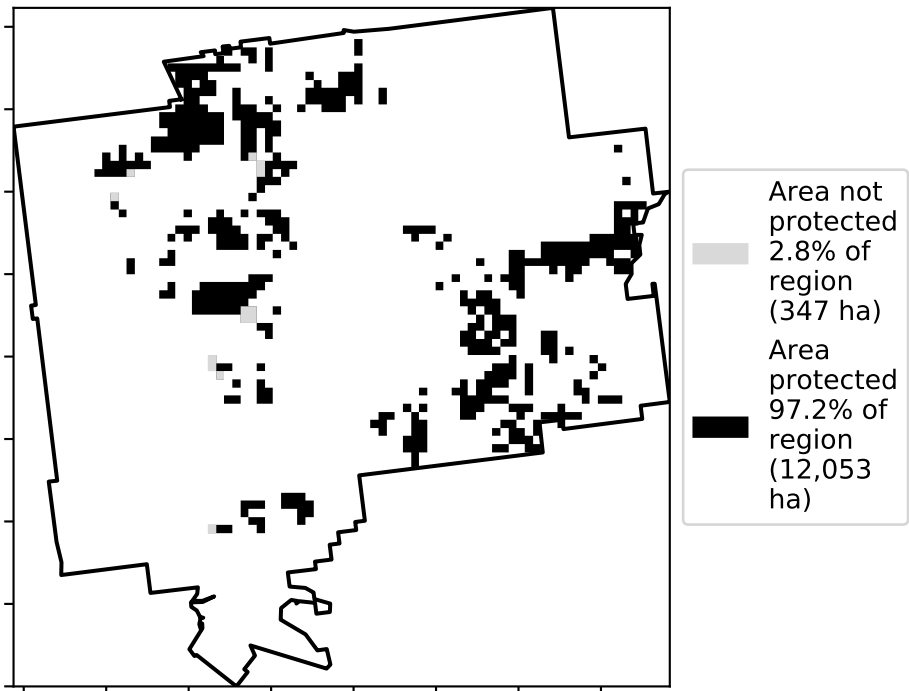 Area not
protected
2.8% of
region
(347 ha)
Area
protected
97.2% of
region
(12,053
ha)